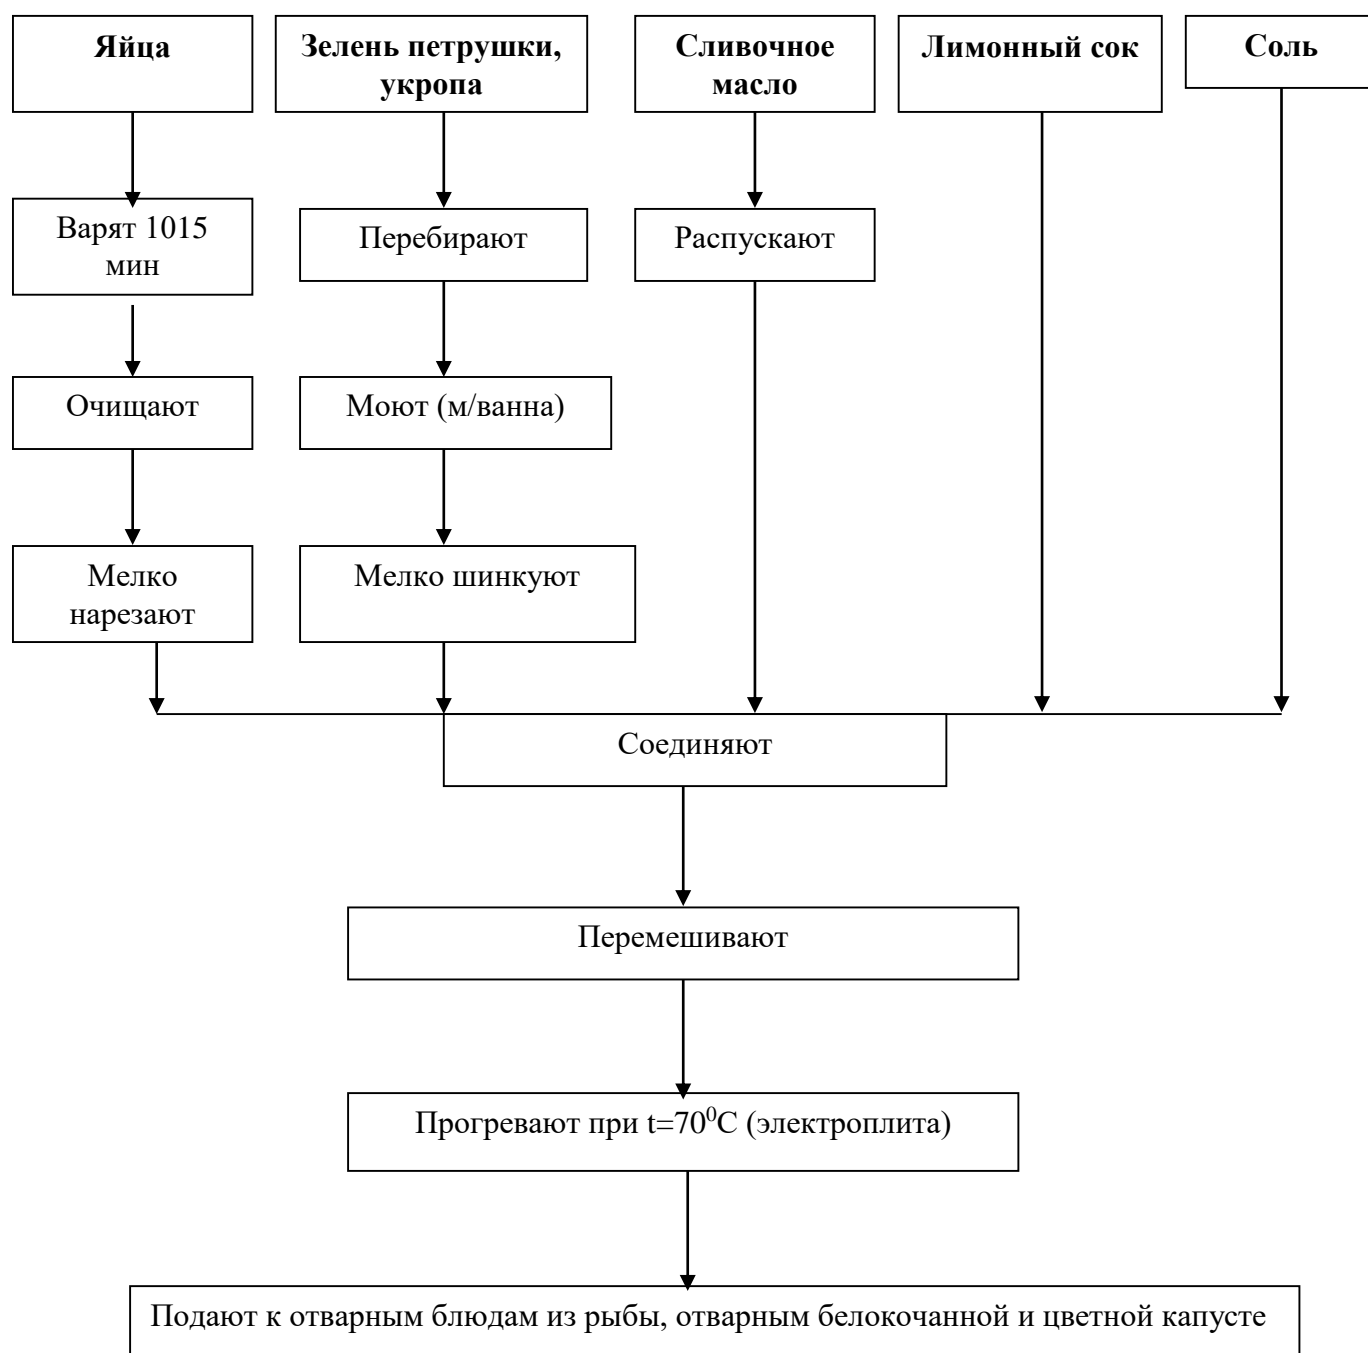 Яйца
Зелень петрушки,
укропа
Сливочное
масло
Лимонный сок
Соль
Варят 1015
мин
Перебирают
Распускают
Очищают
Моют (м/ванна)
Мелко
нарезают
Мелко шинкуют
Соединяют
Перемешивают
Прогревают при t=70⁰С (электроплита)
Подают к отварным блюдам из рыбы, отварным белокочанной и цветной капусте